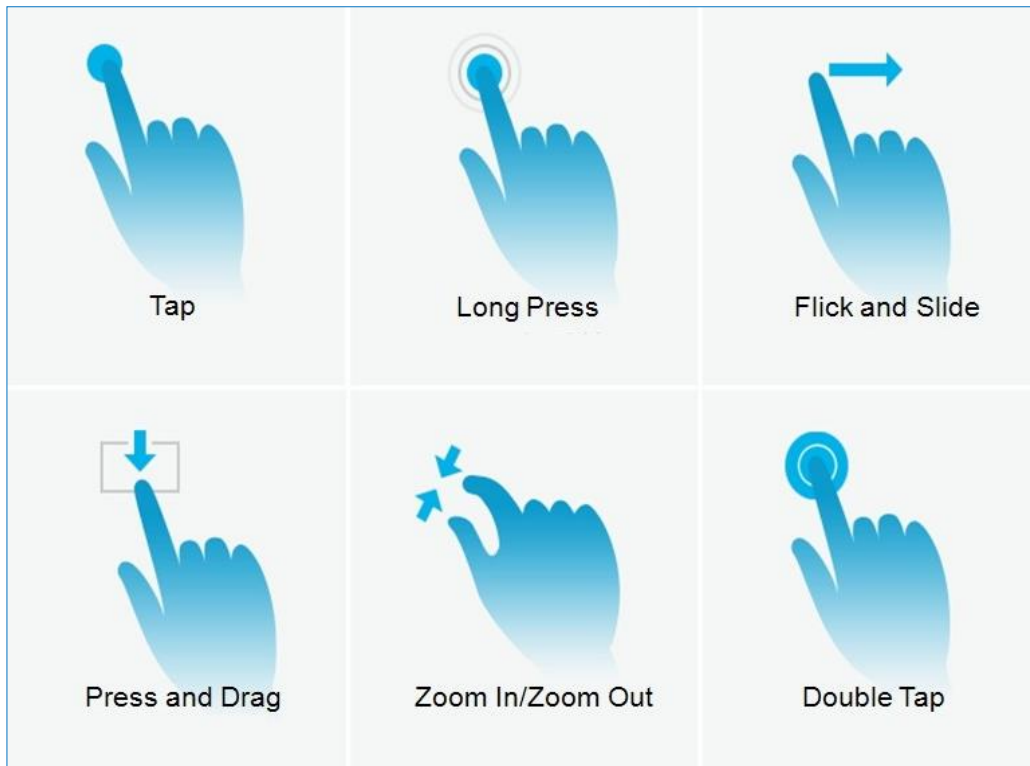 Tap
Long Press
Flick and Slide
Press and Drag
Zoom In/Zoom Out
Double Tap